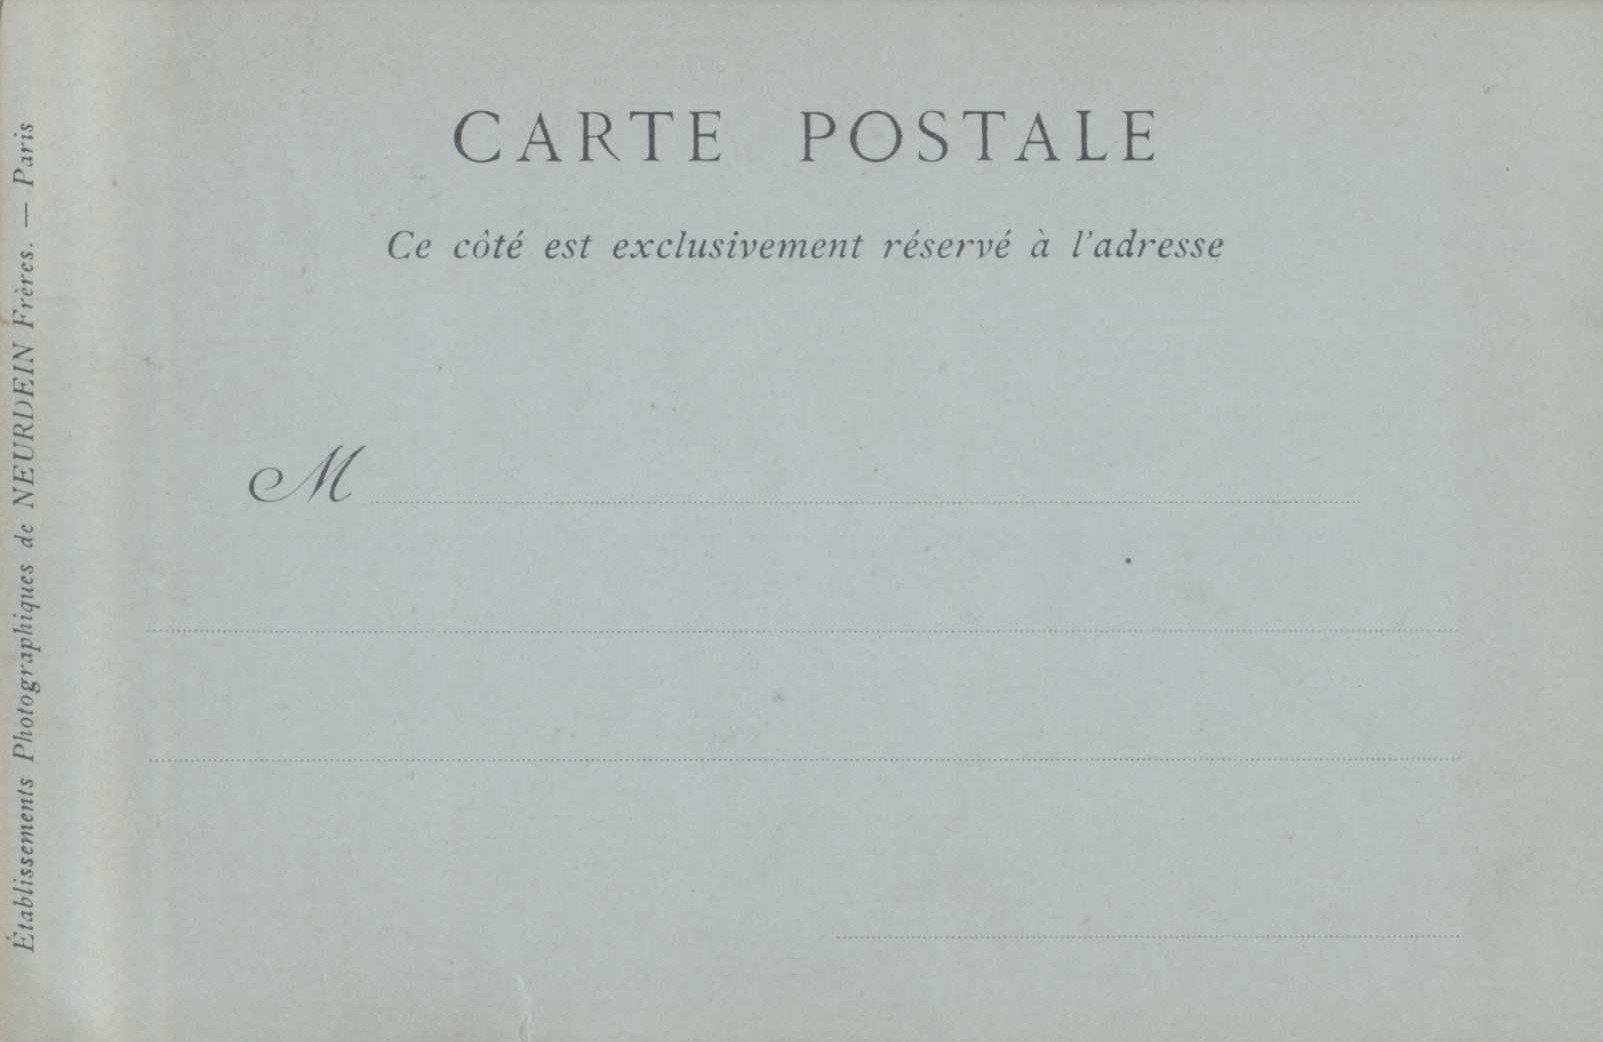 CARTE POSTALE
Ce côté est exclusivement réservé à l'adresse
M
Établissements Photographiques de NEURDEIN Frères. — Paris